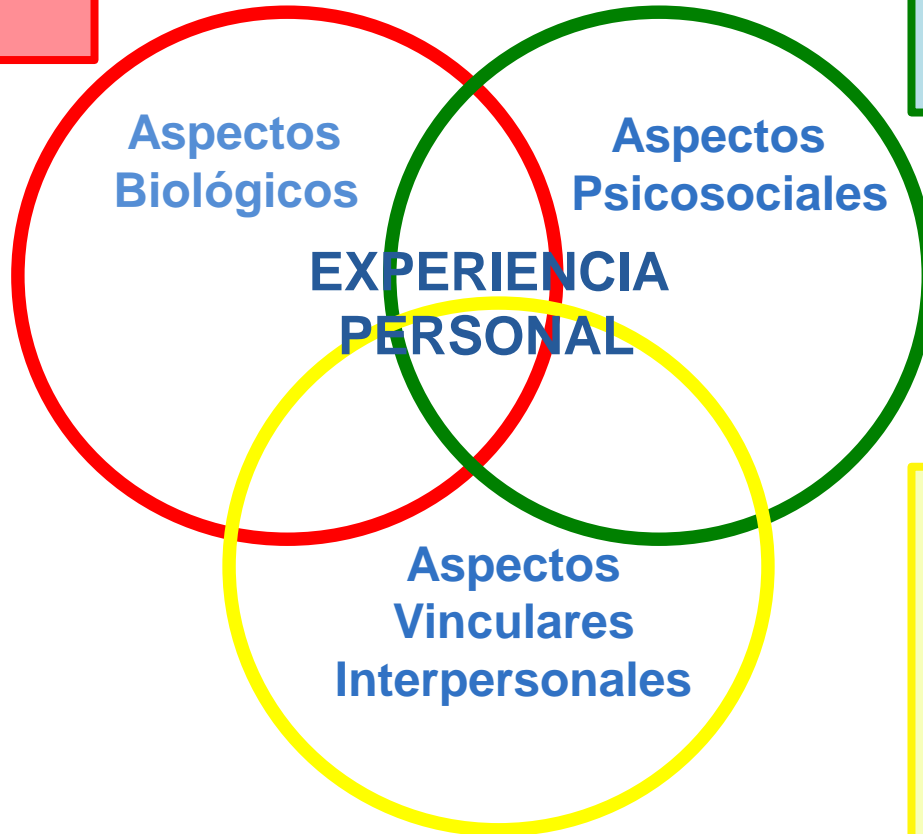 Aspectos
Biológicos
Aspectos
Psicosociales
EXPERIENCIA
PERSONAL
Aspectos
Vinculares
Interpersonales